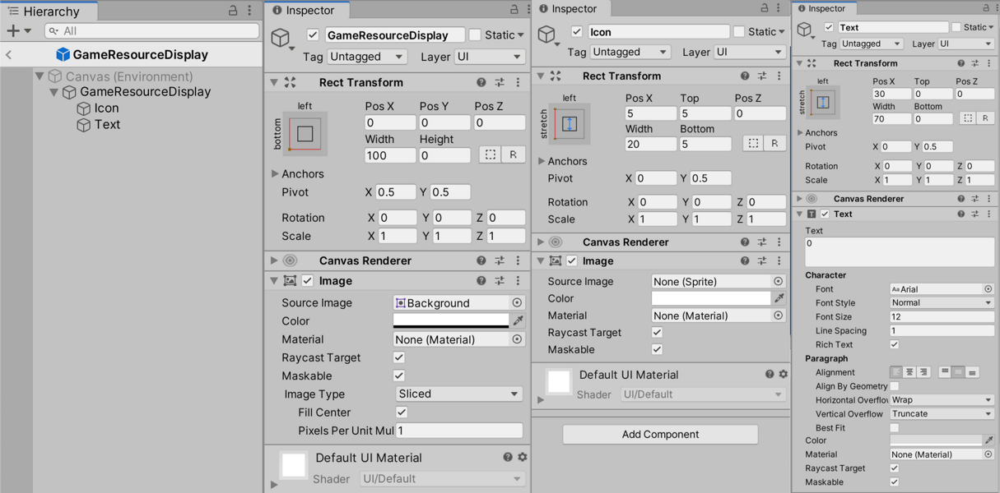 Hierarchy
All
GameResourceDisplay
Canvas (Environment)
GameResourceDisplay
Icon
Text
Inspector
GameResourceDisplay Static
Tag Untagged Layer UI
Rect Transform
left
bottom
Pos X Pos Y Pos Z
0 0 0
Width Height
100 0 R
Anchors
Pivot X 0.5 Y 0.5
Rotation X 0 Y 0 Z 0
Scale X 1 Y 1 Z 1
Canvas Renderer
Image
Source Image Background
Color
Material None (Material)
Raycast Target
Maskable
Image Type Sliced
Fill Center
Pixels Per Unit Mul 1
Default UI Material
Shader UI/Default
Inspector
Icon Static
Tag Untagged Layer UI
Rect Transform
left
stretch
Pos X Top Pos Z
5 5 0
Width Bottom
20 5 R
Anchors
Pivot X 0 Y 0.5
Rotation X 0 Y 0 Z 0
Scale X 1 Y 1 Z 1
Canvas Renderer
Image
Source Image None (Sprite)
Color
Material None (Material)
Raycast Target
Maskable
Default UI Material
Shader UI/Default
Add Component
Inspector
Text Static
Tag Untagged Layer UI
Rect Transform
left
stretch
Pos X Top Pos Z
30 0 0
Width Bottom
70 0 R
Anchors
Pivot X 0 Y 0.5
Rotation X 0 Y 0 Z 0
Scale X 1 Y 1 Z 1
Canvas Renderer
Text
Text
0
Character
Font Aa Arial
Font Style Normal
Font Size 12
Line Spacing 1
Rich Text
Paragraph
Alignment
Align By Geometry
Horizontal Overflow Wrap
Vertical Overflow Truncate
Best Fit
Color
Material None (Material)
Raycast Target
Maskable